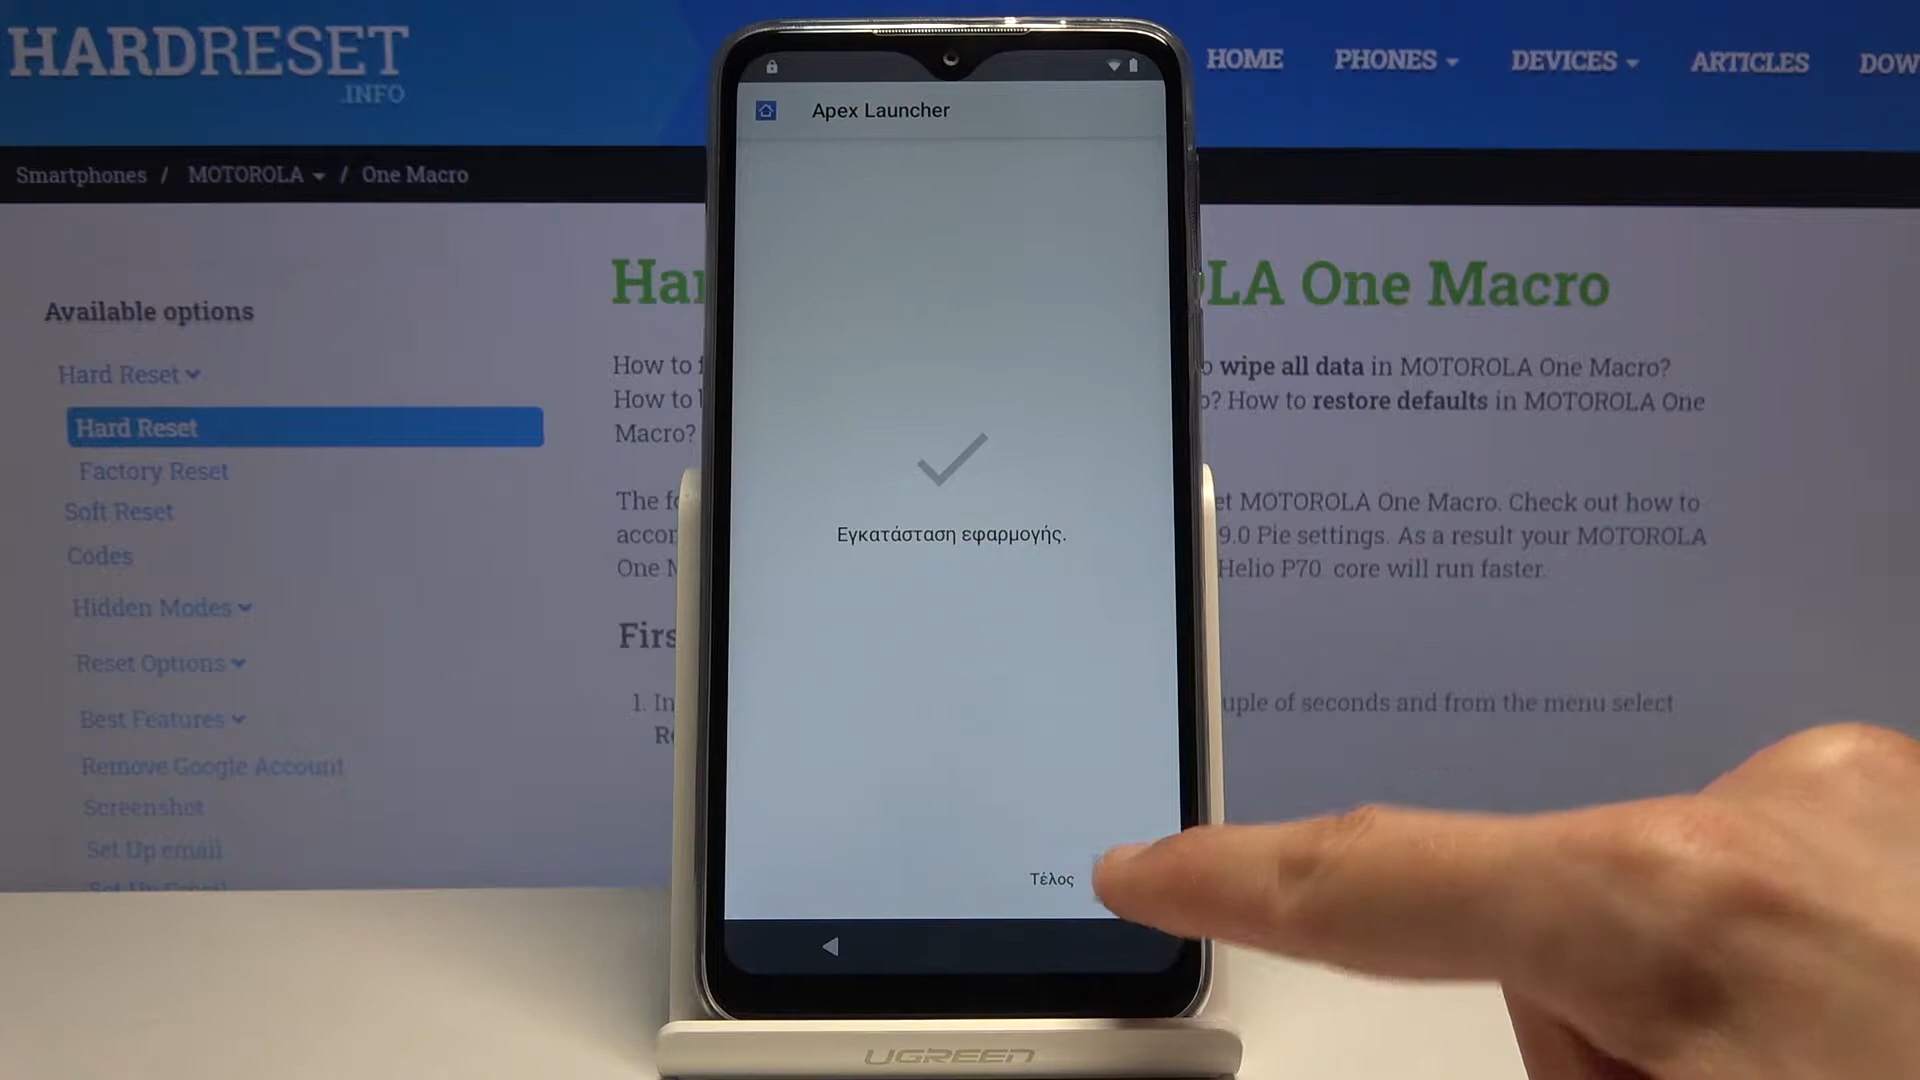 HARDRESET
.INFO
HOME PHONES DEVICES ARTICLES DOW
Smartphones / MOTOROLA / One Macro
Apex Launcher
Available options
Hard Reset
Hard Reset
Factory Reset
Soft Reset
Codes
Hidden Modes
Reset Options
Best Features
Remove Google Account
Screenshot
Set Up email
Har LA One Macro
How to wipe all data in MOTOROLA One Macro?
How to ? How to restore defaults in MOTOROLA One
Macro?
The et MOTOROLA One Macro. Check out how to
accor 9.0 Pie settings. As a result your MOTOROLA
One Helio P70 core will run faster.
Firs
1. In uple of seconds and from the menu select
Εγκατάσταση εφαρμογής.
Τέλος
UGREEN